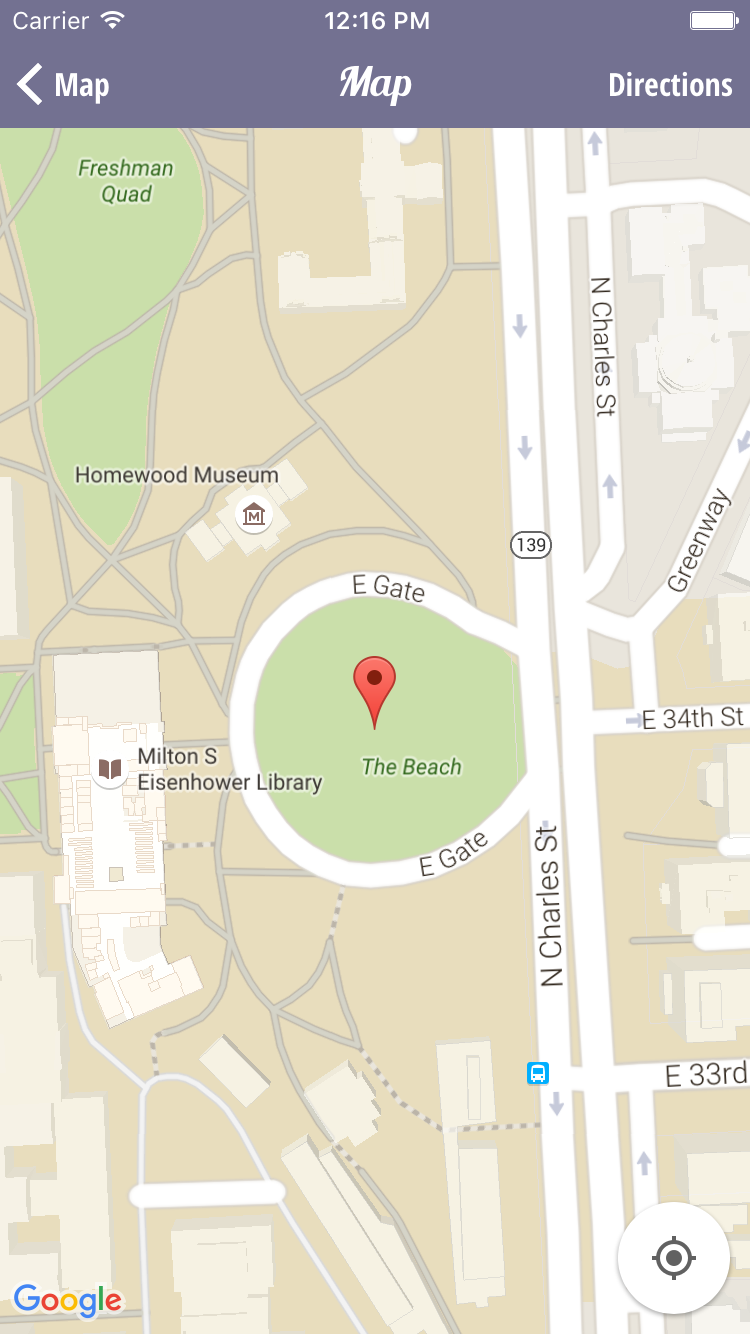 Carrier 12:16 PM
Map Map Directions
Freshman
Quad
N Charles St
Homewood Museum
M
Greenway
139
E Gate
E 34th St
Milton S
Eisenhower Library
The Beach
E Gate
N Charles St
E 33rd
Google